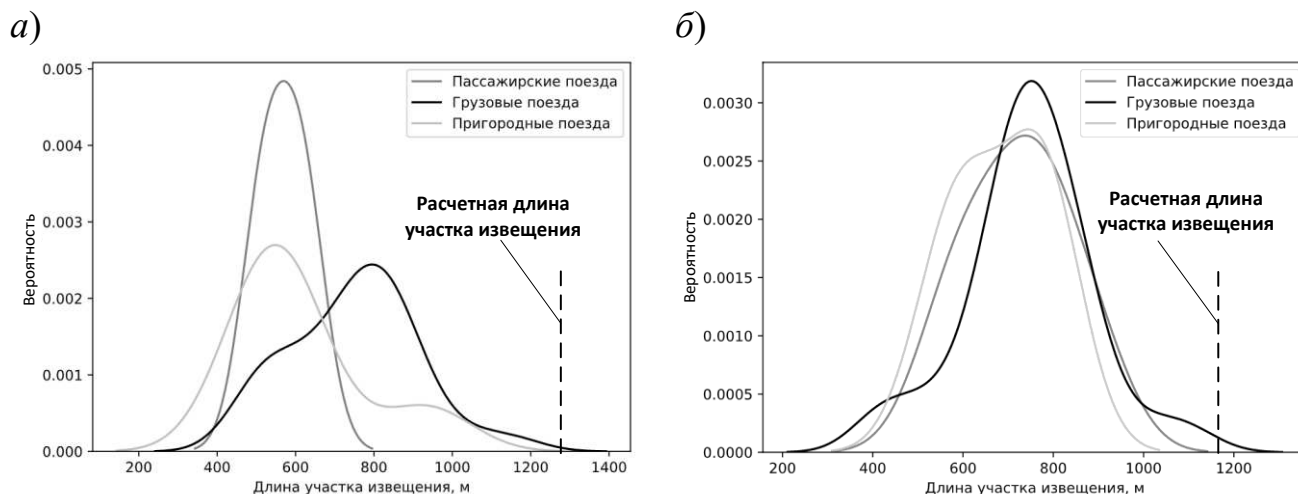 а)
0.005
0.004
0.003
0.002
0.001
0.000
Вероятность
Пассажирские поезда
Грузовые поезда
Пригородные поезда
Расчетная длина
участка извещения
200 400 600 800 1000 1200 1400
Длина участка извещения, м
б)
0.0030
0.0025
0.0020
0.0015
0.0010
0.0005
0.0000
Вероятность
Пассажирские поезда
Грузовые поезда
Пригородные поезда
Расчетная длина
участка извещения
200 400 600 800 1000 1200
Длина участка извещения, м